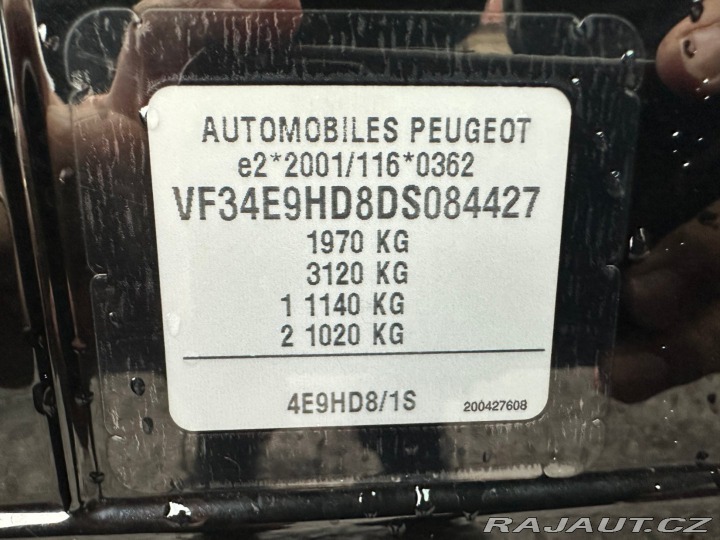 AUTOMOBILES PEUGEOT
e2*2001/116*0362
VF34E9HD8DS084427
1970 KG
3120 KG
1 1140 KG
2 1020 KG
4E9HD8/1S
200427608
RAJAUT.CZ